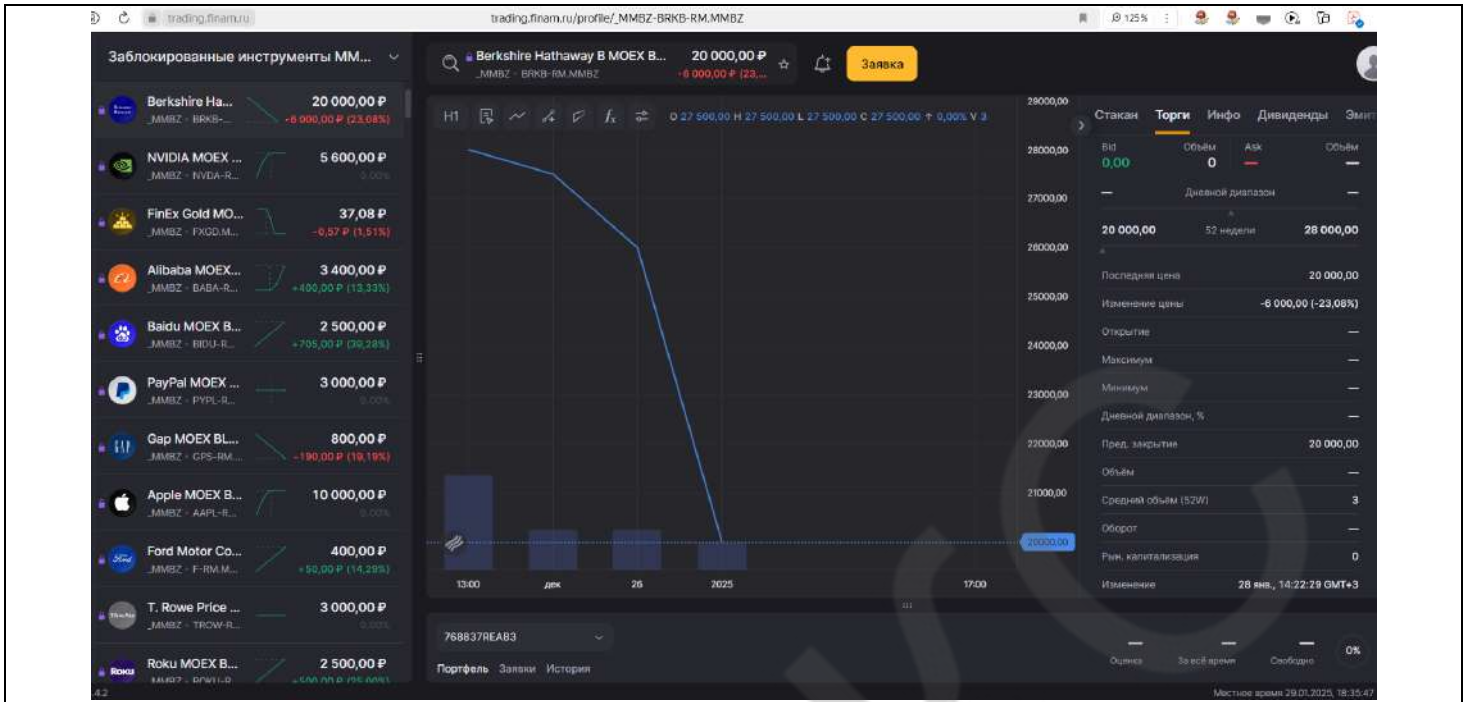 trading.finam.ru
trading.finam.ru/profile/_MMBZ-BRKB-RM.MMBZ
125%
Заблокированные инструменты ММ...
Berkshire Ha...
20 000,00 ₽
_MMBZ - BRKB-...
-6 000,00 ₽ (23,08%)
NVIDIA MOEX ...
5 600,00 ₽
_MMBZ - NVDA-R...
0,00%
FinEx Gold MO...
37,08 ₽
_MMBZ - FXGD.M...
-0,57 ₽ (1,51%)
Alibaba MOEX...
3 400,00 ₽
_MMBZ - BABA-R...
+400,00 ₽ (13,33%)
Baidu MOEX B...
2 500,00 ₽
_MMBZ - BIDU-R...
+705,00 ₽ (39,28%)
PayPal MOEX ...
3 000,00 ₽
_MMBZ - PYPL-R...
0,00%
Gap MOEX BL...
800,00 ₽
_MMBZ - GPS-RM....
-190,00 ₽ (19,19%)
Apple MOEX B...
10 000,00 ₽
_MMBZ - AAPL-R...
0,00%
Ford Motor Co...
400,00 ₽
_MMBZ - F-RM.M...
+50,00 ₽ (14,29%)
T. Rowe Price ...
3 000,00 ₽
_MMBZ - TROW-R...
0,00%
Roku MOEX B...
2 500,00 ₽
_MMBZ - ROKU-R...
+500,00 ₽ (25,00%)
.4.2
Berkshire Hathaway B MOEX B...
20 000,00 ₽
_MMBZ - BRKB-RM.MMBZ
-6 000,00 ₽ (23,...
Заявка
H1
O 27 500,00 H 27 500,00 L 27 500,00 C 27 500,00 ↑ 0,00% V 3
29000,00
28000,00
27000,00
26000,00
25000,00
24000,00
23000,00
22000,00
21000,00
20000,00
13:00 дек 26 2025 17:00
768837REAB3
Портфель Заявки История
Стакан Торги Инфо Дивиденды Эмит
Bid Объём Ask Объём
0,00 0 — —
— Дневной диапазон —
20 000,00 52 недели 28 000,00
Последняя цена 20 000,00
Изменение цены -6 000,00 (-23,08%)
Открытие —
Максимум —
Минимум —
Дневной диапазон, % —
Пред. закрытие 20 000,00
Объём —
Средний объём (52W) 3
Оборот —
Рын. капитализация 0
Изменение 28 янв., 14:22:29 GMT+3
— — — 0%
Оценка За всё время Свободно
Местное время 29.01.2025, 18:35:47